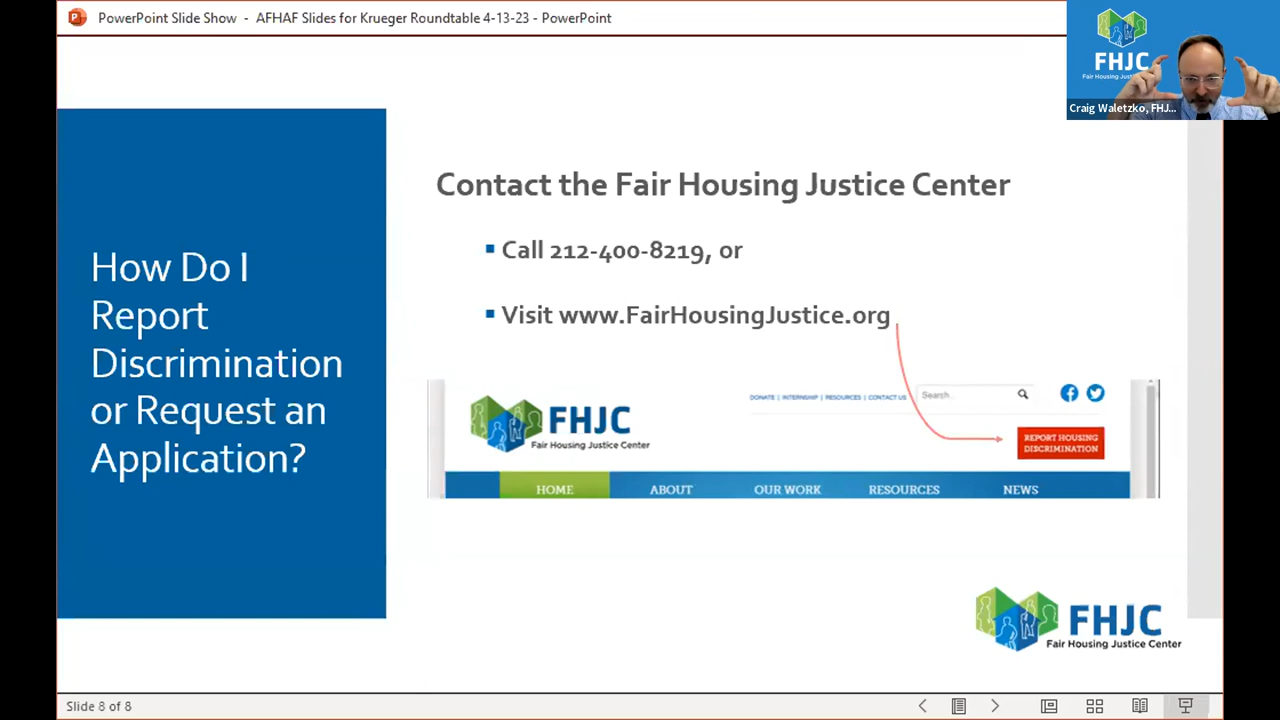 PowerPoint Slide Show - AFHAF Slides for Krueger Roundtable 4-13-23 - PowerPoint
FHJC
Fair Housing Justic
Craig Waletzko, FHJ...
How Do I
Report
Discrimination
or Request an
Application?
Contact the Fair Housing Justice Center
Call 212-400-8219, or
Visit www.FairHousingJustice.org
DONATE | INTERNSHIP | RESOURCES | CONTACT US
Search...
FHJC
Fair Housing Justice Center
REPORT HOUSING
DISCRIMINATION
HOME ABOUT OUR WORK RESOURCES NEWS
FHJC
Fair Housing Justice Center
Slide 8 of 8